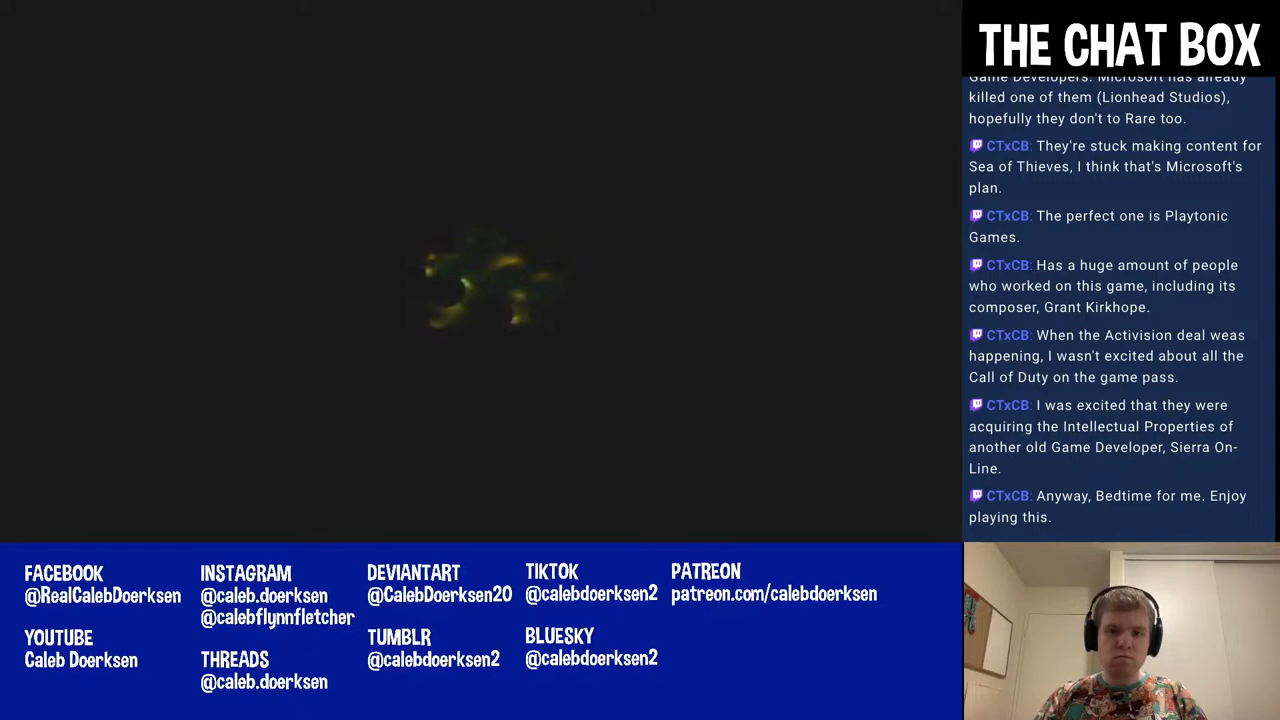 THE CHAT BOX
Game Developers. Microsoft has already
killed one of them (Lionhead Studios),
hopefully they don't to Rare too.
CTxCB: They're stuck making content for
Sea of Thieves, I think that's Microsoft's
plan.
CTxCB: The perfect one is Playtonic
Games.
CTxCB: Has a huge amount of people
who worked on this game, including its
composer, Grant Kirkhope.
CTxCB: When the Activision deal weas
happening, I wasn't excited about all the
Call of Duty on the game pass.
CTxCB: I was excited that they were
acquiring the Intellectual Properties of
another old Game Developer, Sierra On-
Line.
CTxCB: Anyway, Bedtime for me. Enjoy
playing this.
FACEBOOK
@RealCalebDoerksen
YOUTUBE
Caleb Doerksen
INSTAGRAM
@caleb.doerksen
@calebflynnfletcher
THREADS
@caleb.doerksen
DEVIANTART
@CalebDoerksen20
TUMBLR
@calebdoerksen2
TIKTOK
@calebdoerksen2
BLUESKY
@calebdoerksen2
PATREON
patreon.com/calebdoerksen